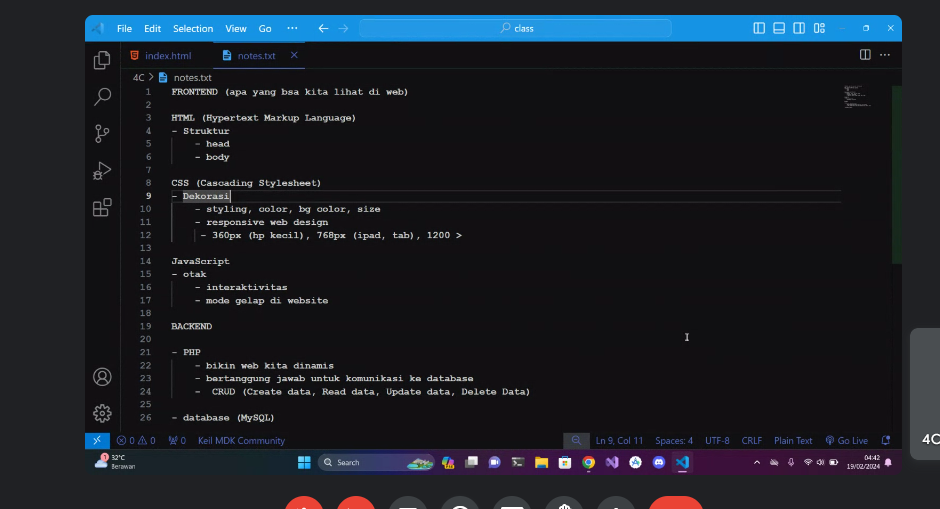 File Edit Selection View Go ··· class
index.html notes.txt
4C > notes.txt
1 FRONTEND (apa yang bsa kita lihat di web)
2
3 HTML (Hypertext Markup Language)
4 - Struktur
5 - head
6 - body
7
8 CSS (Cascading Stylesheet)
9 - Dekorasi
10 - styling, color, bg color, size
11 - responsive web design
12 - 360px (hp kecil), 768px (ipad, tab), 1200 >
13
14 JavaScript
15 - otak
16 - interaktivitas
17 - mode gelap di website
18
19 BACKEND
20
21 - PHP
22 - bikin web kita dinamis
23 - bertanggung jawab untuk komunikasi ke database
24 - CRUD (Create data, Read data, Update data, Delete Data)
25
26 - database (MySQL)
0 0 0 Keil MDK Community Ln 9, Col 11 Spaces: 4 UTF-8 CRLF Plain Text Go Live
4C
1 32°C
Berawan
Search
04:42
19/02/2024